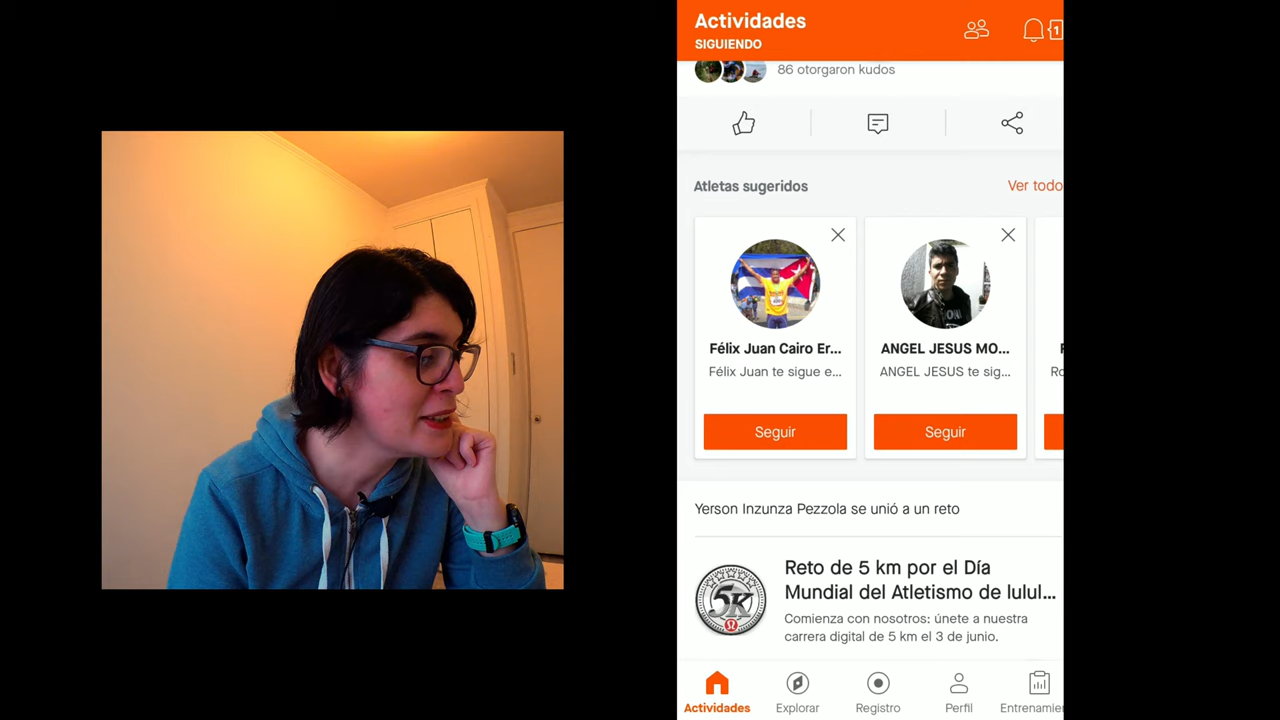 Actividades
SIGUIENDO
1
86 otorgaron kudos
Atletas sugeridos
Ver todo
Félix Juan Cairo Er...
ANGEL JESUS MO...
Félix Juan te sigue e...
ANGEL JESUS te sig...
Seguir
Seguir
Yerson Inzunza Pezzola se unió a un reto
5K
Reto de 5 km por el Día
Mundial del Atletismo de lulul...
Comienza con nosotros: únete a nuestra
carrera digital de 5 km el 3 de junio.
Actividades
Explorar
Registro
Perfil
Entrenamie